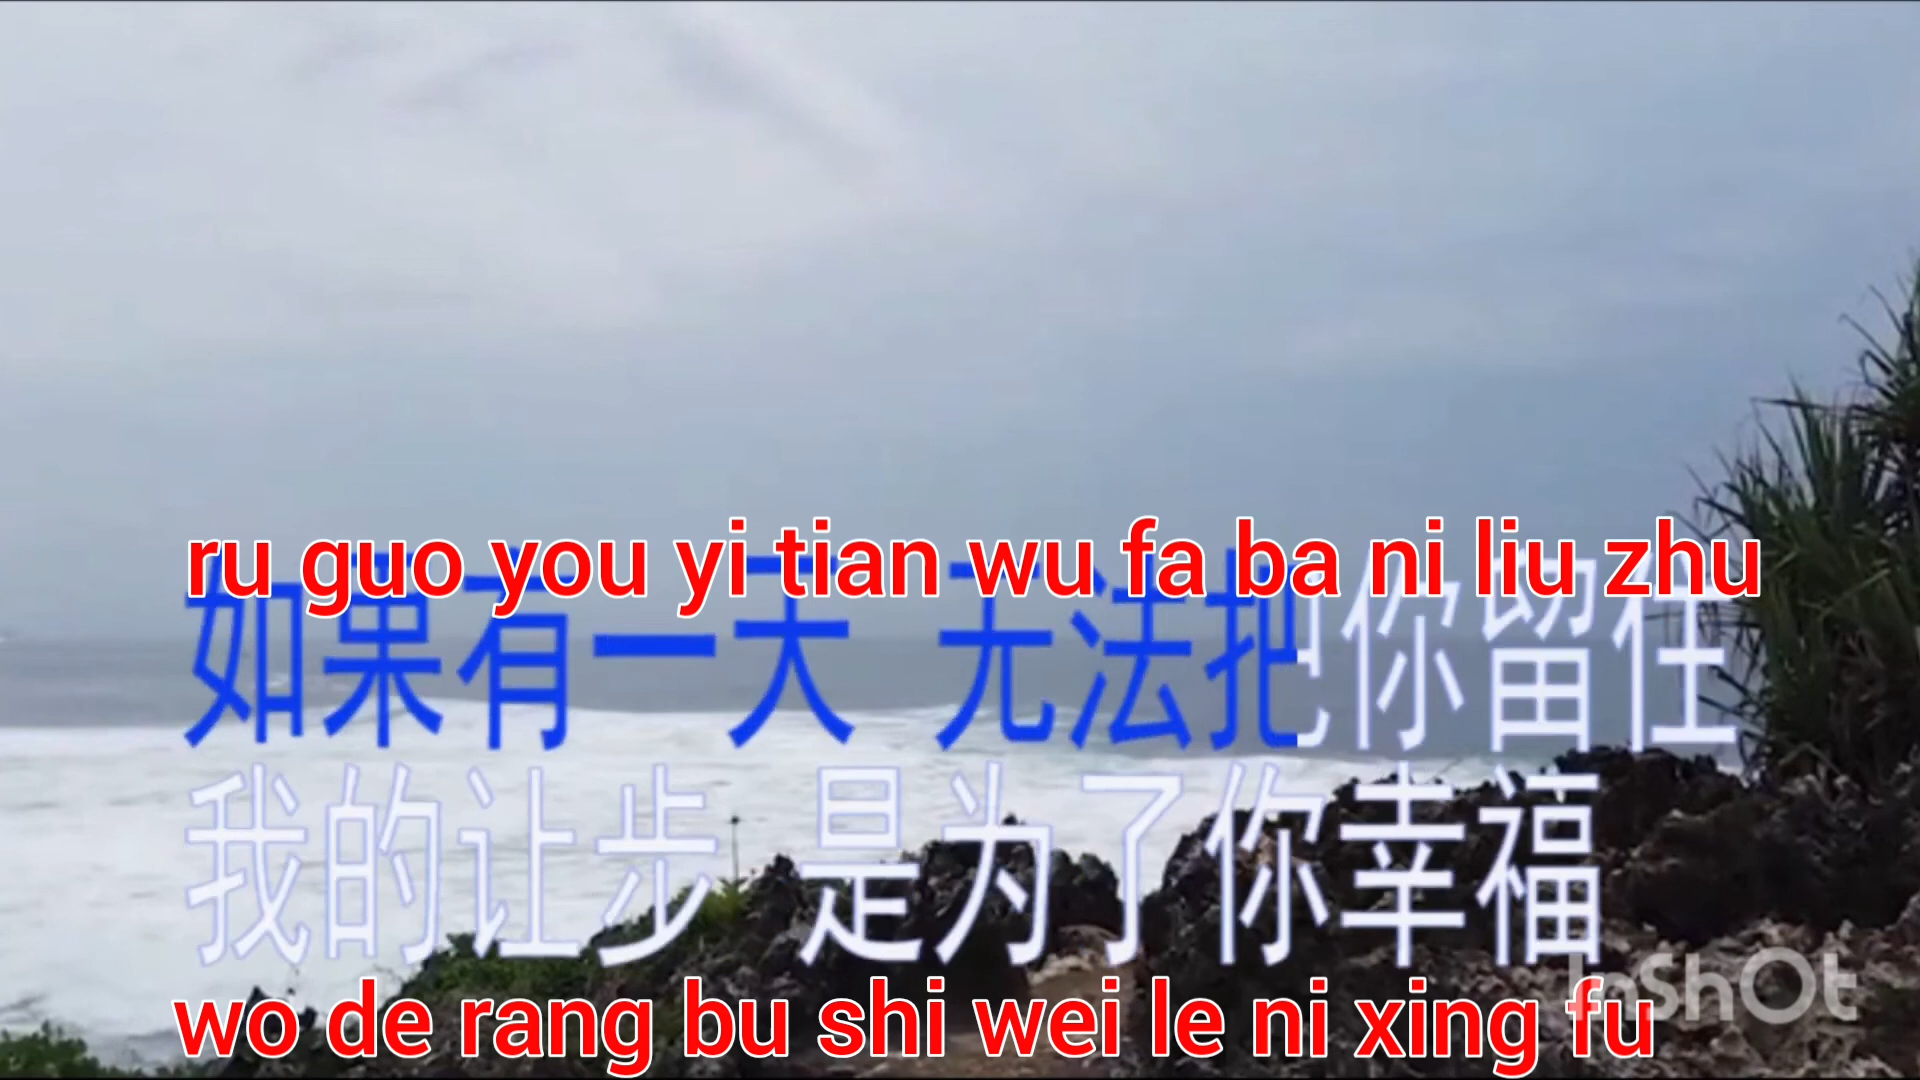 ru guo you yi tian wu fa ba ni liu zhu
如果有一天 无法把你留住
我的让步 是为了你幸福
wo de rang bu shi wei le ni xing fu
InShOt